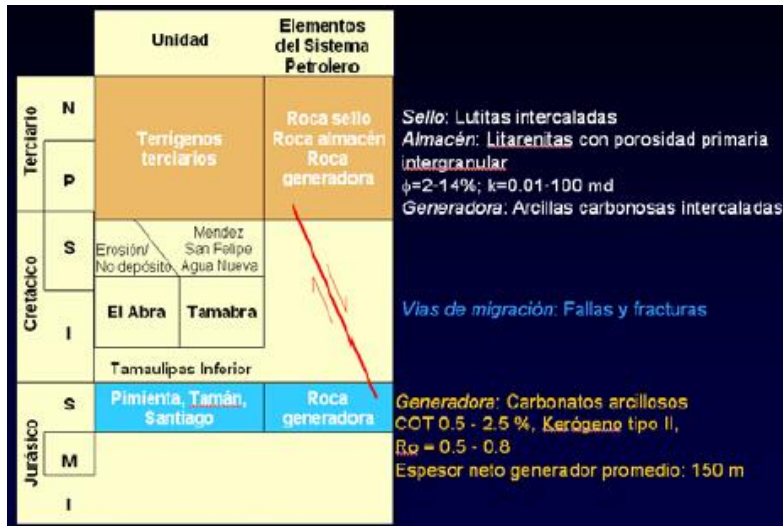 Unidad
Elementos
del Sistema
Petrolero
Terciario
N
P
Terrígenos
terciarios
Roca sello
Roca almacén
Roca
generadora
Sello: Lutitas intercaladas
Almacén: Litarenitas con porosidad primaria
intergranular
ϕ=2-14%; k=0.01-100 md
Generadora: Arcillas carbonosas intercaladas
Cretácico
S
I
Erosión/
No depósito
Mendez
San Felipe
Agua Nueva
El Abra
Tamabra
Tamaulipas Inferior
Vias de migración: Fallas y fracturas
Jurásico
S
M
I
Pimienta, Tamán,
Santiago
Roca
generadora
Generadora: Carbonatos arcillosos
COT 0.5 - 2.5 %, Kerógeno tipo II,
Ro = 0.5 - 0.8
Espesor neto generador promedio: 150 m